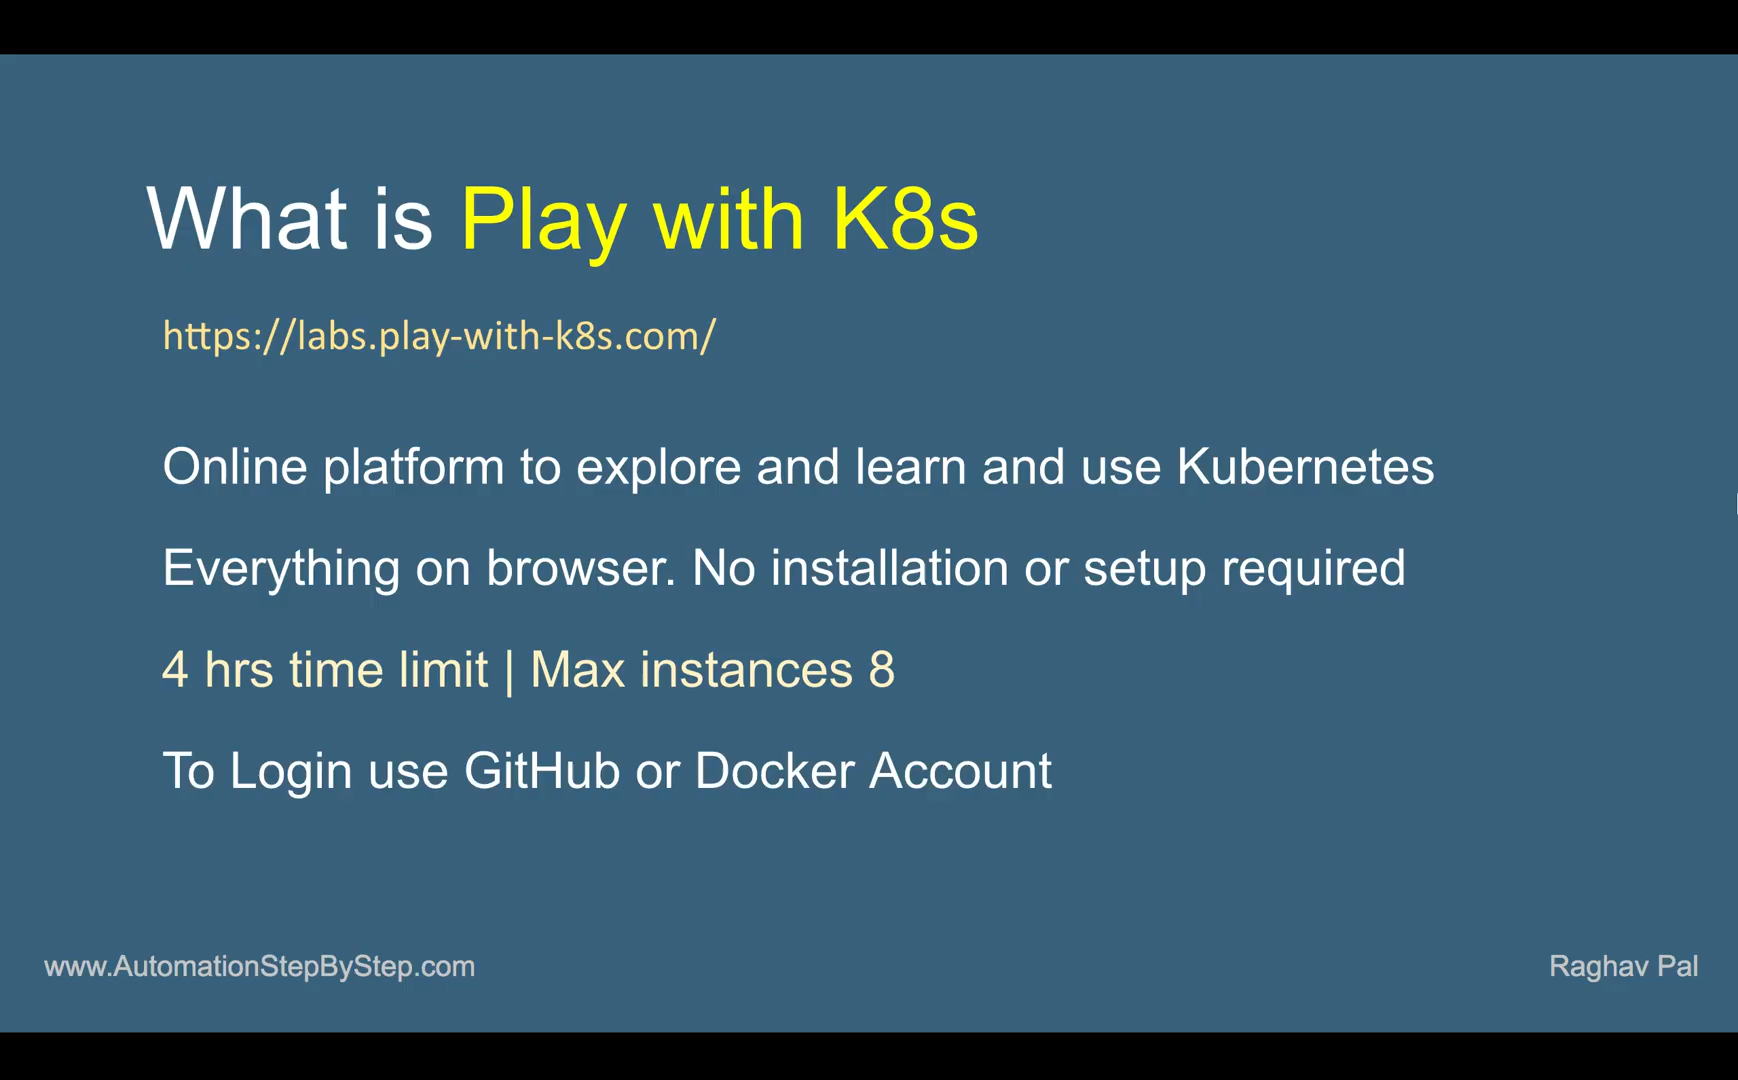 What is Play with K8s
https://labs.play-with-k8s.com/
Online platform to explore and learn and use Kubernetes
Everything on browser. No installation or setup required
4 hrs time limit | Max instances 8
To Login use GitHub or Docker Account
www.AutomationStepByStep.com
Raghav Pal